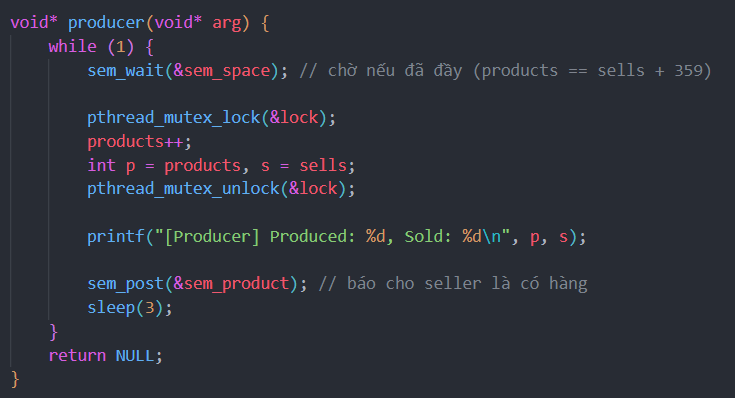 void* producer(void* arg) {
    while (1) {
        sem_wait(&sem_space); // chờ nếu đã đầy (products == sells + 359)

        pthread_mutex_lock(&lock);
        products++;
        int p = products, s = sells;
        pthread_mutex_unlock(&lock);

        printf("[Producer] Produced: %d, Sold: %d\n", p, s);

        sem_post(&sem_product); // báo cho seller là có hàng
        sleep(3);
    }
    return NULL;
}